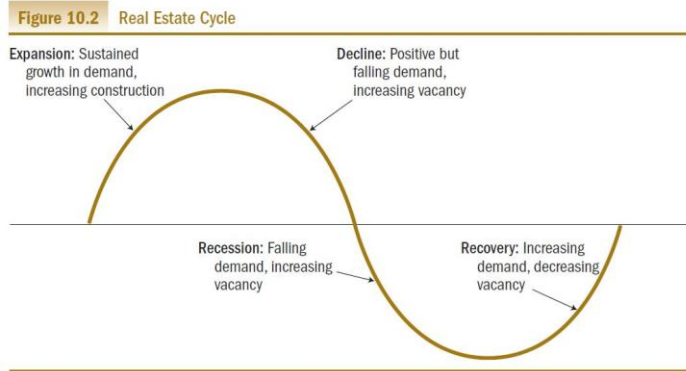 Figure 10.2 Real Estate Cycle
Expansion: Sustained
growth in demand,
increasing construction
Decline: Positive but
falling demand,
increasing vacancy
Recession: Falling
demand, increasing
vacancy
Recovery: Increasing
demand, decreasing
vacancy